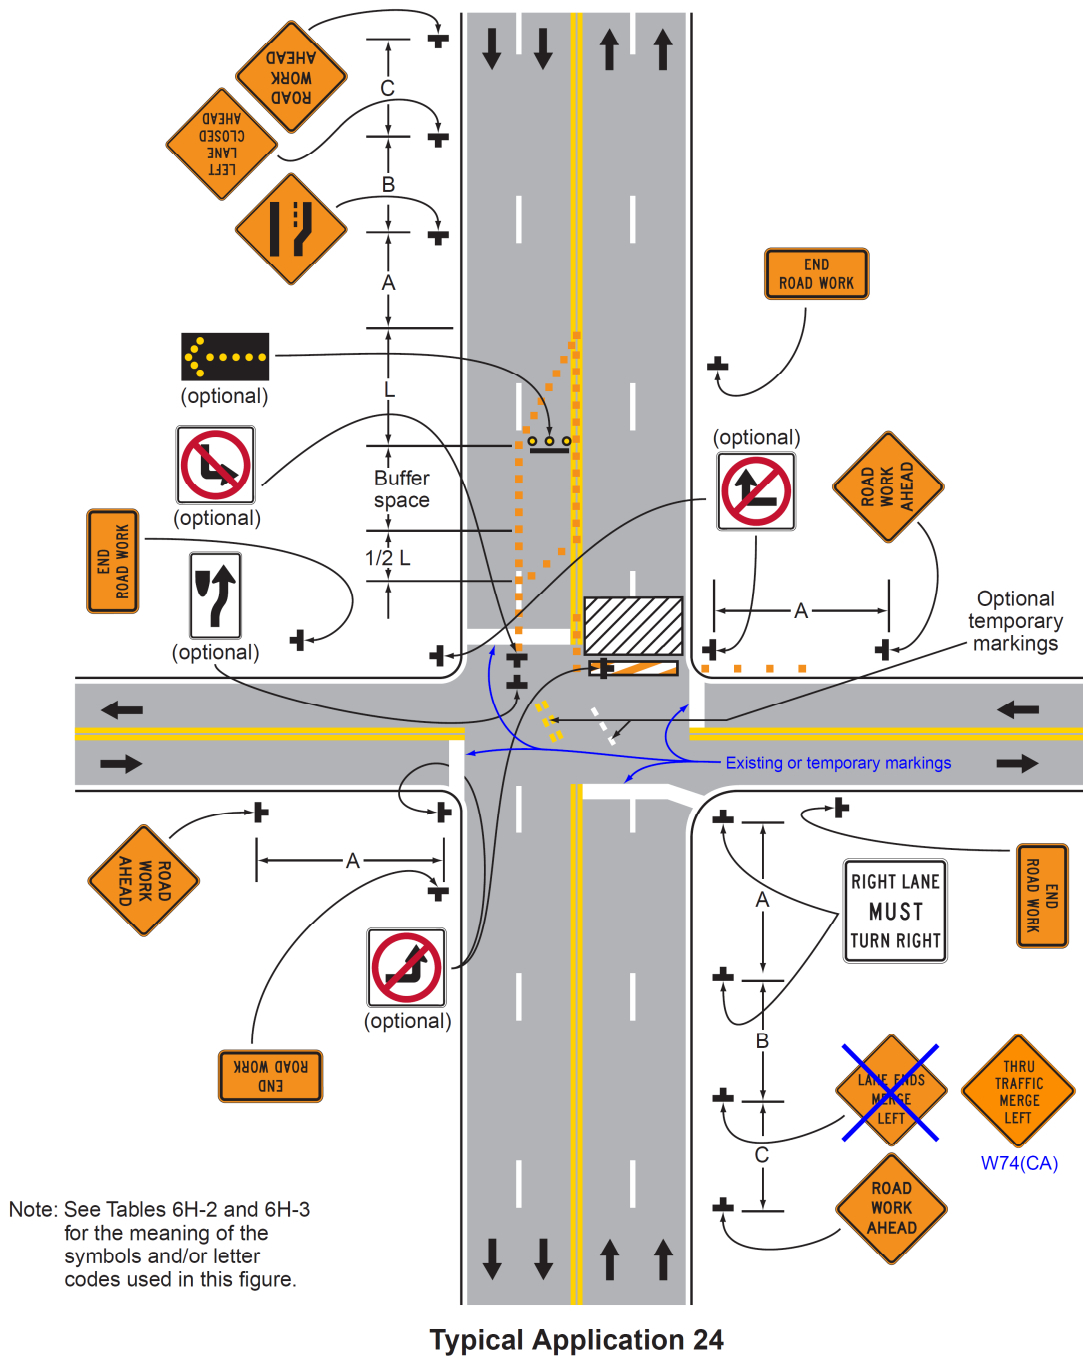 ROAD
WORK
AHEAD
C
LEFT
LANE
CLOSED
AHEAD
B
A
END
ROAD WORK
(optional)
L
(optional)
Buffer
space
(optional)
ROAD
WORK
AHEAD
END
ROAD WORK
1/2 L
(optional)
A
Optional
temporary
markings
Existing or temporary markings
ROAD
WORK
AHEAD
A
A
RIGHT LANE
MUST
TURN RIGHT
END
ROAD WORK
(optional)
B
END
ROAD WORK
LANE ENDS
MERGE
LEFT
THRU
TRAFFIC
MERGE
LEFT
C
W74(CA)
ROAD
WORK
AHEAD
Note: See Tables 6H-2 and 6H-3
for the meaning of the
symbols and/or letter
codes used in this figure.
Typical Application 24